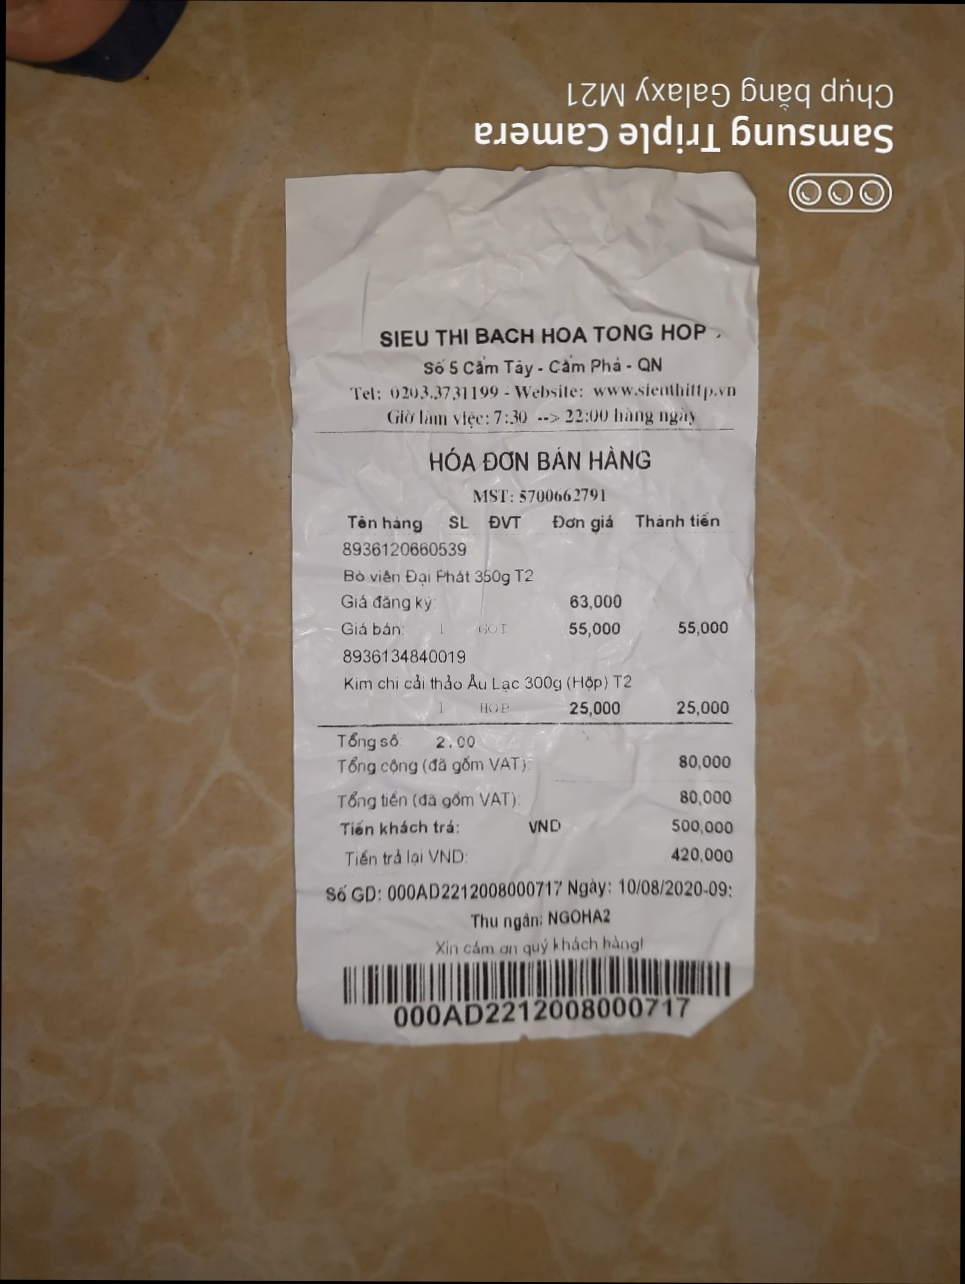 Samsung Triple Camera
Chụp bằng Galaxy M21
SIEU THI BACH HOA TONG HOP
Số 5 Cẩm Tây - Cẩm Phả - QN
Tel: 0203.3731199 - Website: www.sieuthittp.vn
Giờ làm việc: 7:30 --> 22:00 hàng ngày
HÓA ĐƠN BÁN HÀNG
MST: 5700662791
Tên hàng SL ĐVT Đơn giá Thành tiền
8936120660539
Bò viên Đại Phát 350g T2
Giá đăng ký: 63,000
Giá bán: 1 GOI 55,000 55,000
8936134840019
Kim chi cải thảo Âu Lạc 300g (Hộp) T2
1 HOP 25,000 25,000
Tổng số: 2.00
Tổng cộng (đã gồm VAT): 80,000
Tổng tiền (đã gồm VAT): 80,000
Tiền khách trả: VND 500,000
Tiền trả lại VND: 420,000
Số GD: 000AD2212008000717 Ngày: 10/08/2020-09:
Thu ngân: NGOHA2
Xin cám ơn quý khách hàng!
000AD2212008000717